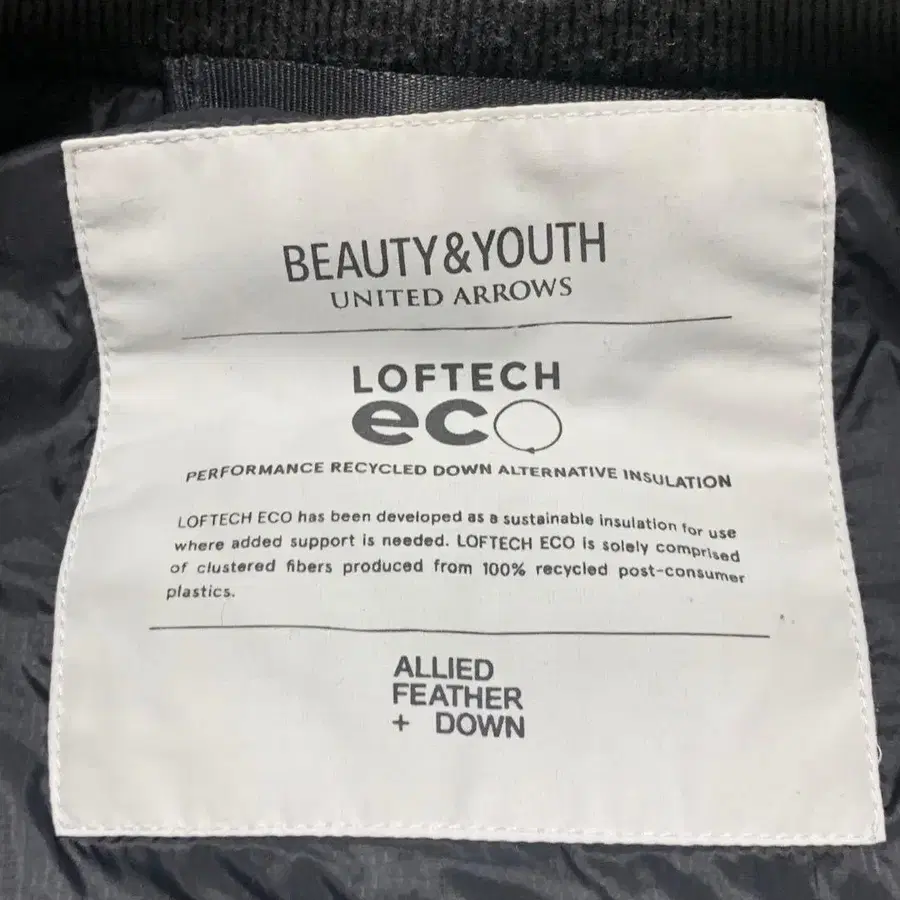 BEAUTY&YOUTH
UNITED ARROWS
LOFTECH
eco
PERFORMANCE RECYCLED DOWN ALTERNATIVE INSULATION
LOFTECH ECO has been developed as a sustainable insulation for use
where added support is needed. LOFTECH ECO is solely comprised
of clustered fibers produced from 100% recycled post-consumer
plastics.
ALLIED
FEATHER
+ DOWN